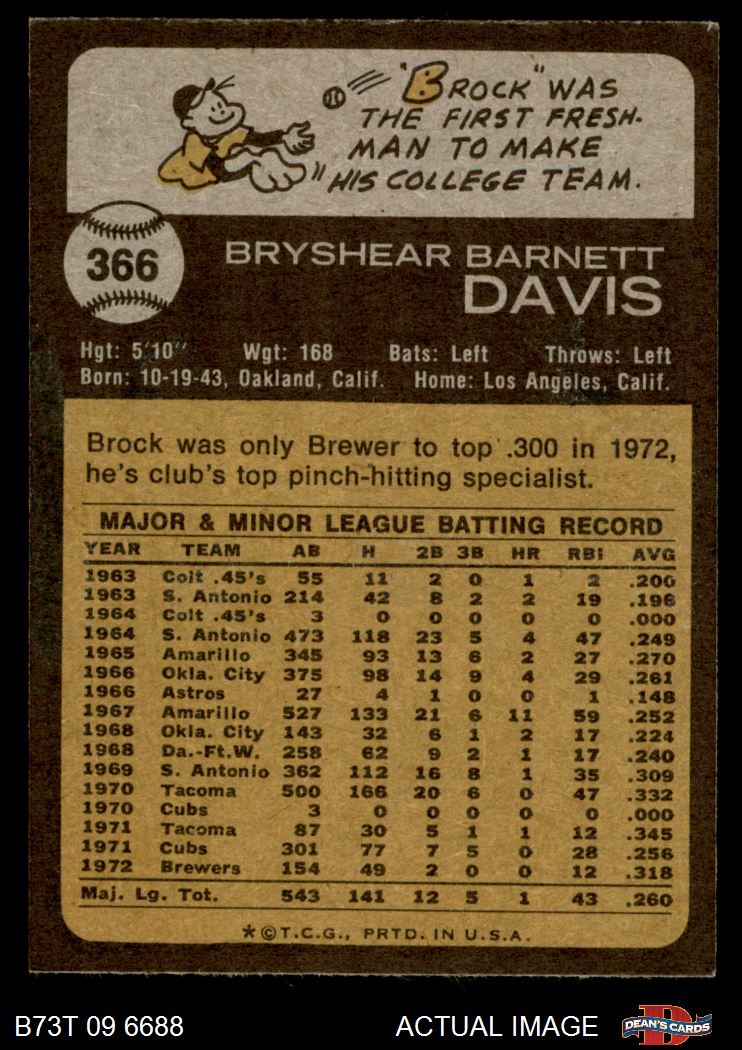 "BROCK" WAS
THE FIRST FRESH-
MAN TO MAKE
HIS COLLEGE TEAM.
366
BRYSHEAR BARNETT
DAVIS
Hgt: 5'10" Wgt: 168 Bats: Left Throws: Left
Born: 10-19-43, Oakland, Calif. Home: Los Angeles, Calif.
Brock was only Brewer to top .300 in 1972,
he's club's top pinch-hitting specialist.
MAJOR & MINOR LEAGUE BATTING RECORD
YEAR TEAM AB H 2B 3B HR RBI AVG
1963 Colt .45's 55 11 2 0 1 2 .200
1963 S. Antonio 214 42 8 2 2 19 .196
1964 Colt .45's 3 0 0 0 0 0 .000
1964 S. Antonio 473 118 23 5 4 47 .249
1965 Amarillo 345 93 13 6 2 27 .270
1966 Okla. City 375 98 14 9 4 29 .261
1966 Astros 27 4 1 0 0 1 .148
1967 Amarillo 527 133 21 6 11 59 .252
1968 Okla. City 143 32 6 1 2 17 .224
1968 Da.-Ft.W. 258 62 9 2 1 17 .240
1969 S. Antonio 362 112 16 8 1 35 .309
1970 Tacoma 500 166 20 6 0 47 .332
1970 Cubs 3 0 0 0 0 0 .000
1971 Tacoma 87 30 5 1 1 12 .345
1971 Cubs 301 77 7 5 0 28 .256
1972 Brewers 154 49 2 0 0 12 .318
Maj. Lg. Tot. 543 141 12 5 1 43 .260
*©T.C.G., PRTD. IN U.S.A.
B73T 09 6688 ACTUAL IMAGE
D
DEAN'S CARDS